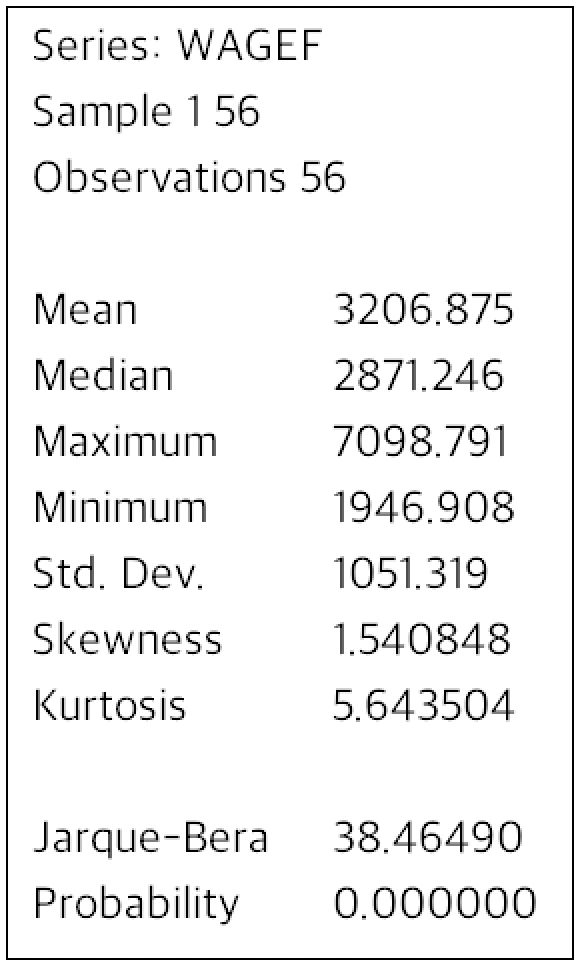 Series: WAGEF
Sample 1 56
Observations 56
Mean 3206.875
Median 2871.246
Maximum 7098.791
Minimum 1946.908
Std. Dev. 1051.319
Skewness 1.540848
Kurtosis 5.643504
Jarque-Bera 38.46490
Probability 0.000000